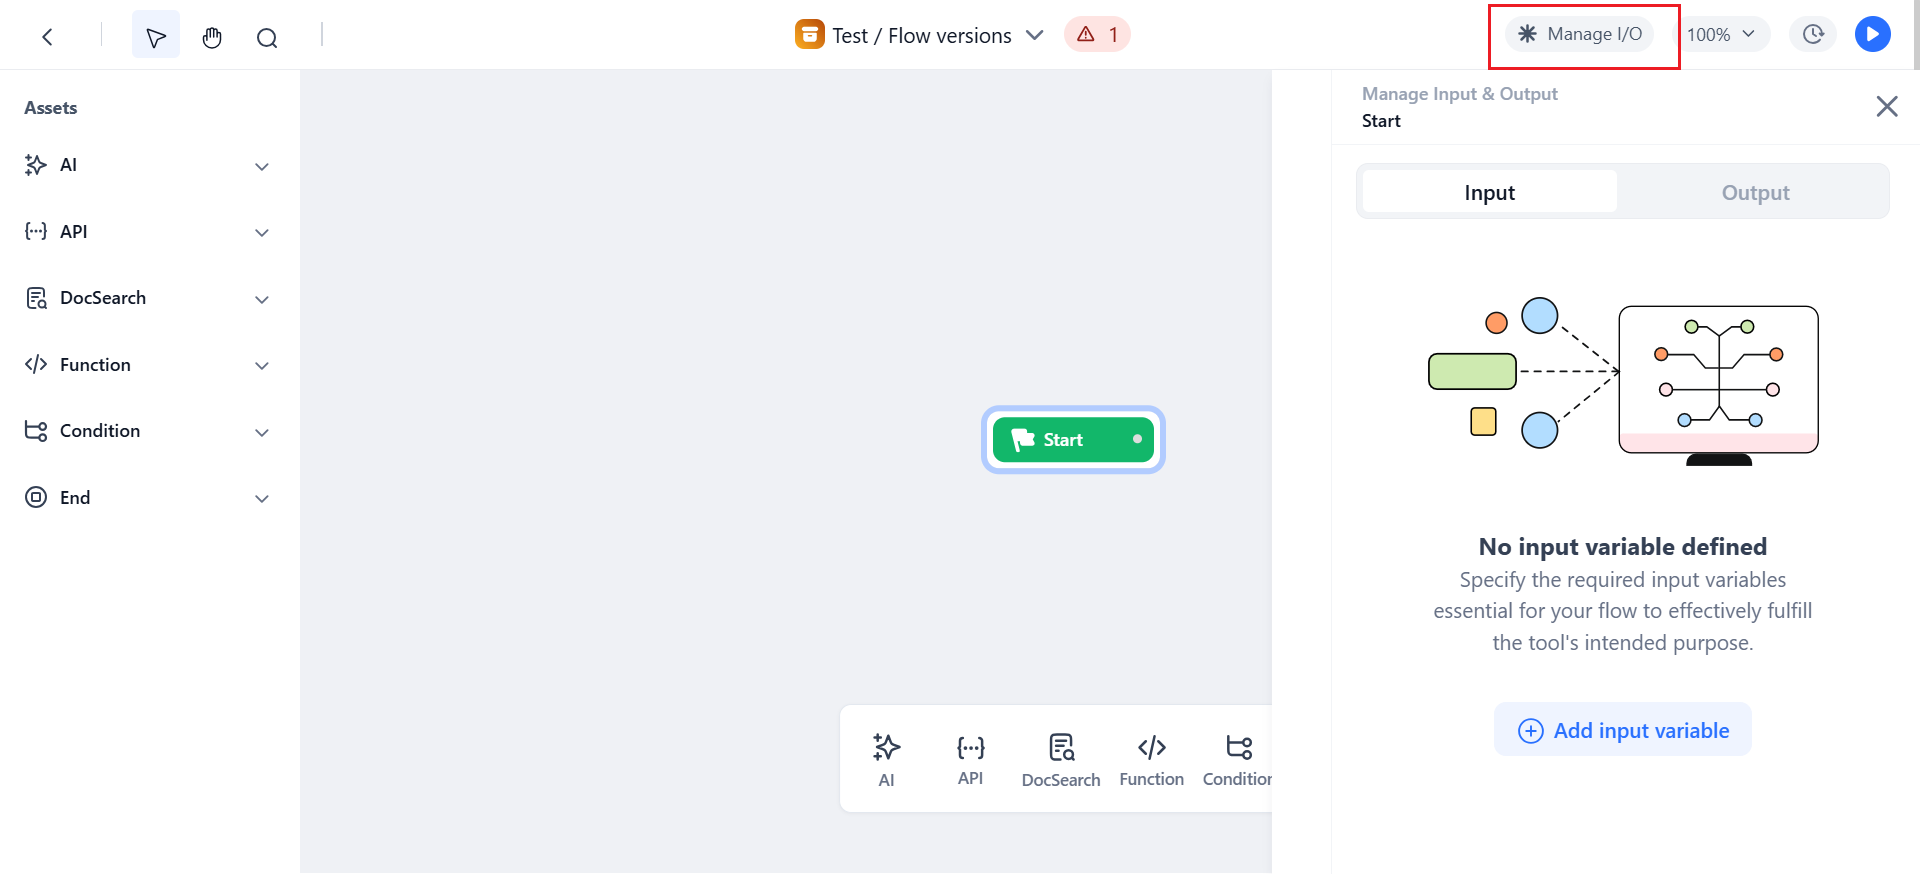 Test / Flow versions
1
Manage I/O
100%
Assets
AI
API
DocSearch
Function
Condition
End
Start
AI
API
DocSearch
Function
Condition
Manage Input & Output
Start
Input
Output
No input variable defined
Specify the required input variables
essential for your flow to effectively fulfill
the tool's intended purpose.
Add input variable